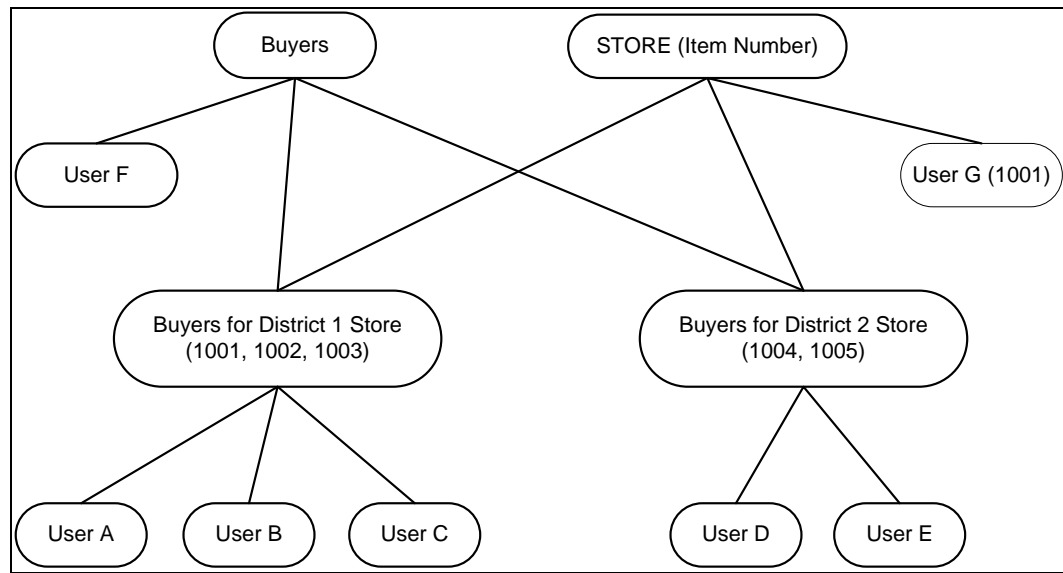 Buyers
STORE (Item Number)
User F
User G (1001)
Buyers for District 1 Store
(1001, 1002, 1003)
Buyers for District 2 Store
(1004, 1005)
User A
User B
User C
User D
User E